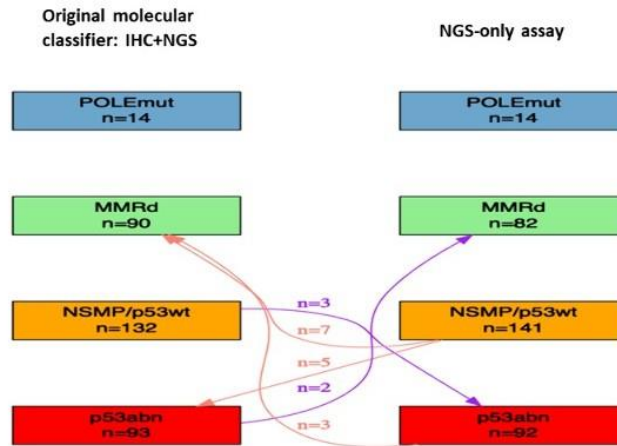 Original molecular
classifier: IHC+NGS
NGS-only assay
POLEmut
n=14
POLEmut
n=14
MMRd
n=90
MMRd
n=82
NSMP/p53wt
n=132
n=3
n=7
NSMP/p53wt
n=141
n=5
n=2
p53abn
n=93
n=3
p53abn
n=92